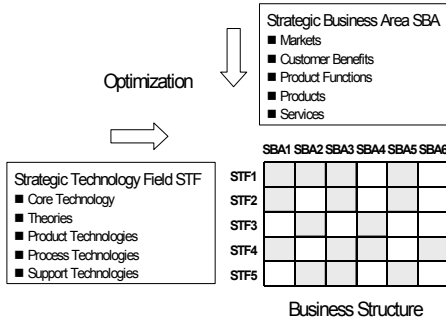 Strategic Business Area SBA
■ Markets
■ Customer Benefits
■ Product Functions
■ Products
■ Services
Optimization
Strategic Technology Field STF
■ Core Technology
■ Theories
■ Product Technologies
■ Process Technologies
■ Support Technologies
SBA1 SBA2 SBA3 SBA4 SBA5 SBA6
STF1
STF2
STF3
STF4
STF5
Business Structure